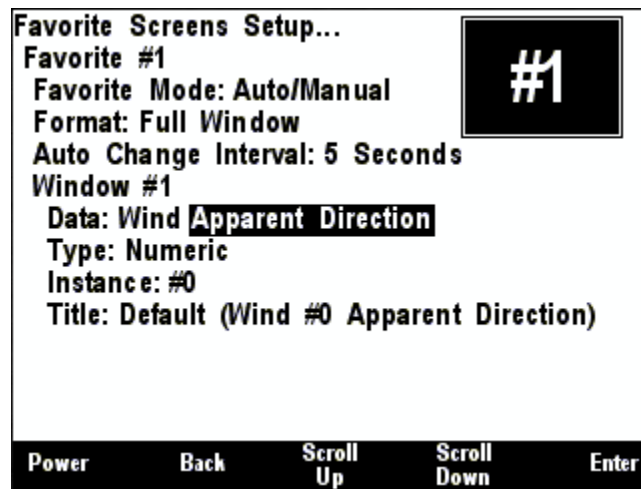 Favorite Screens Setup...
Favorite #1
Favorite Mode: Auto/Manual
Format: Full Window
Auto Change Interval: 5 Seconds
Window #1
Data: Wind Apparent Direction
Type: Numeric
Instance: #0
Title: Default (Wind #0 Apparent Direction)
#1
Power Back Scroll Up Scroll Down Enter